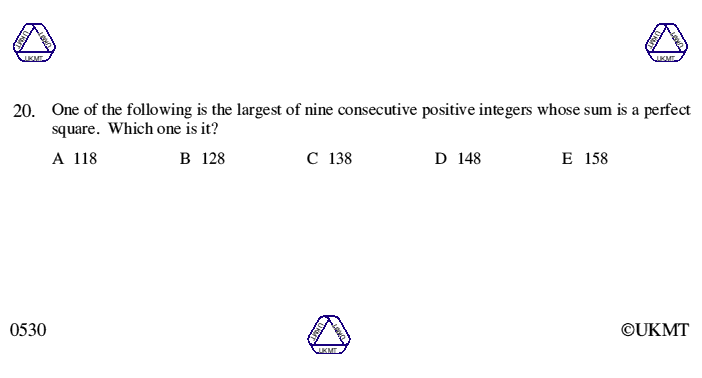 UKMT UKMT UKMT
UKMT UKMT UKMT
20. One of the following is the largest of nine consecutive positive integers whose sum is a perfect
square. Which one is it?
A 118 B 128 C 138 D 148 E 158
0530
UKMT UKMT UKMT
©UKMT